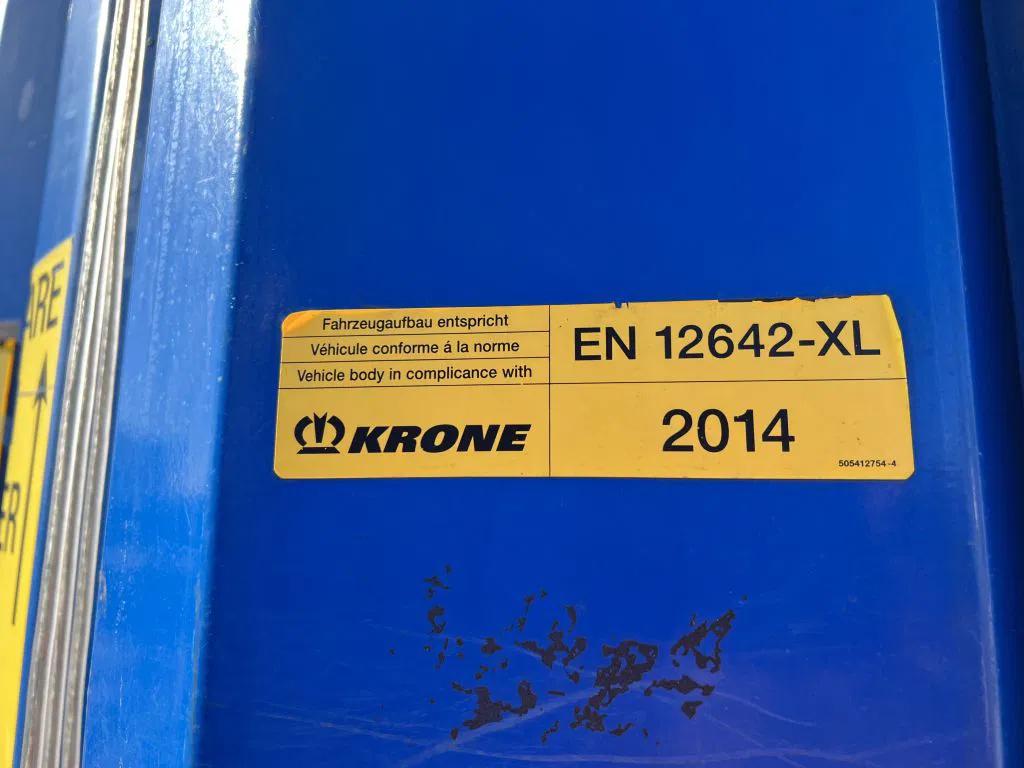 Fahrzeugaufbau entspricht
Véhicule conforme á la norme
Vehicle body in complicance with
EN 12642-XL
KRONE
2014
505412754-4